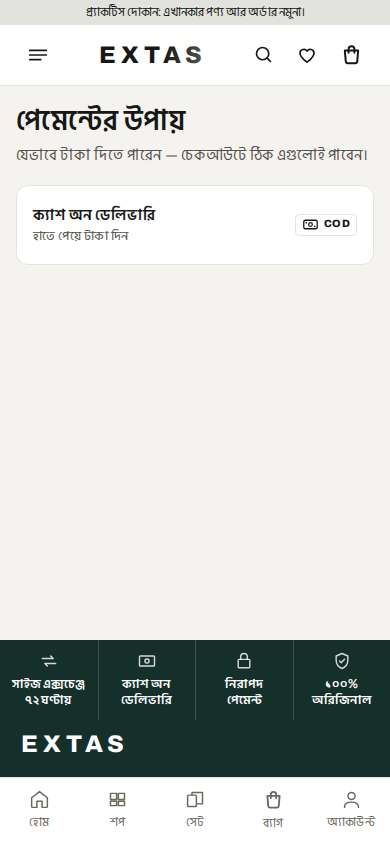 প্র্যাকটিস দোকান: এখানকার পণ্য আর অর্ডার নমুনা।
EXTAS
পেমেন্টের উপায়
যেভাবে টাকা দিতে পারেন — চেকআউটে ঠিক এগুলোই পাবেন।
ক্যাশ অন ডেলিভারি
হাতে পেয়ে টাকা দিন
COD
সাইজ এক্সচেঞ্জ
৭২ ঘণ্টায়
ক্যাশ অন
ডেলিভারি
নিরাপদ
পেমেন্ট
১০০%
অরিজিনাল
EXTAS
হোম
শপ
সেট
ব্যাগ
অ্যাকাউন্ট